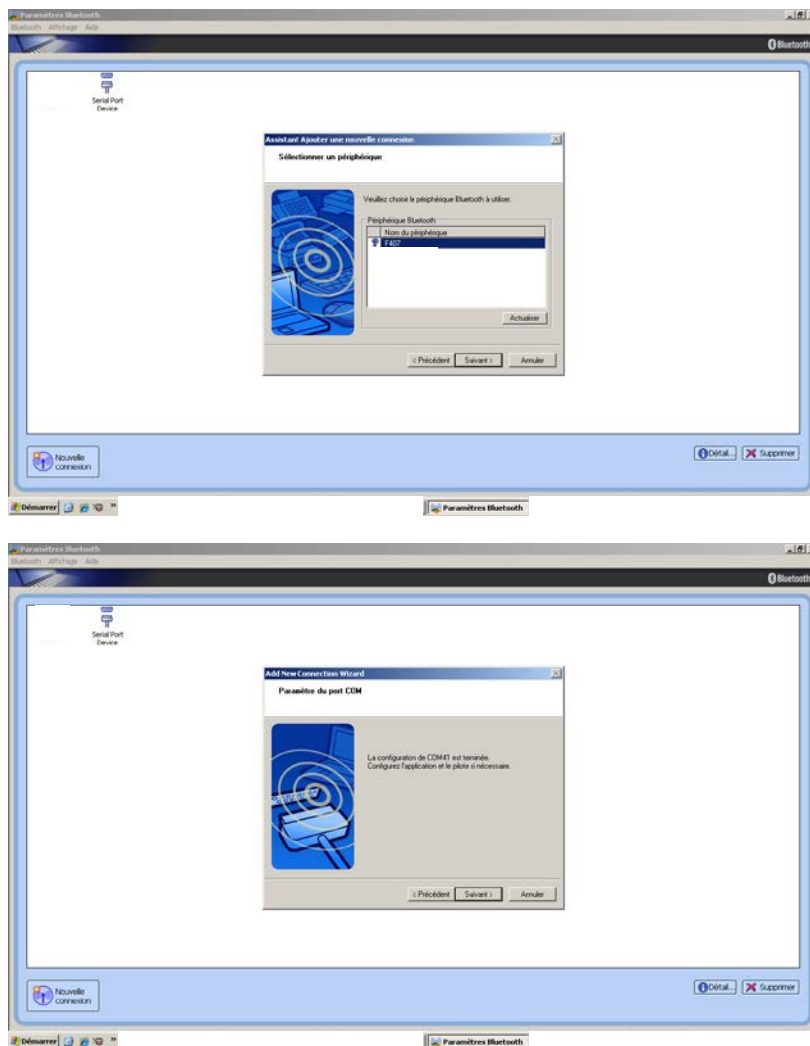 Paramètres Bluetooth
Bluetooth Affichage Aide
Bluetooth
Serial Port
Device
Assistant Ajouter une nouvelle connexion
Sélectionner un périphérique
Veuillez choisir le périphérique Bluetooth à utiliser.
Périphérique Bluetooth
Nom du périphérique
F407
Actualiser
< Précédent Suivant > Annuler
Nouvelle
connexion
Détail... Supprimer
Démarrer
Paramètres Bluetooth
Paramètres Bluetooth
Bluetooth Affichage Aide
Bluetooth
Serial Port
Device
Add New Connection Wizard
Paramètre du port COM
La configuration de COM41 est terminée.
Configurez l'application et le pilote si nécessaire.
< Précédent Suivant > Annuler
Nouvelle
connexion
Détail... Supprimer
Démarrer
Paramètres Bluetooth